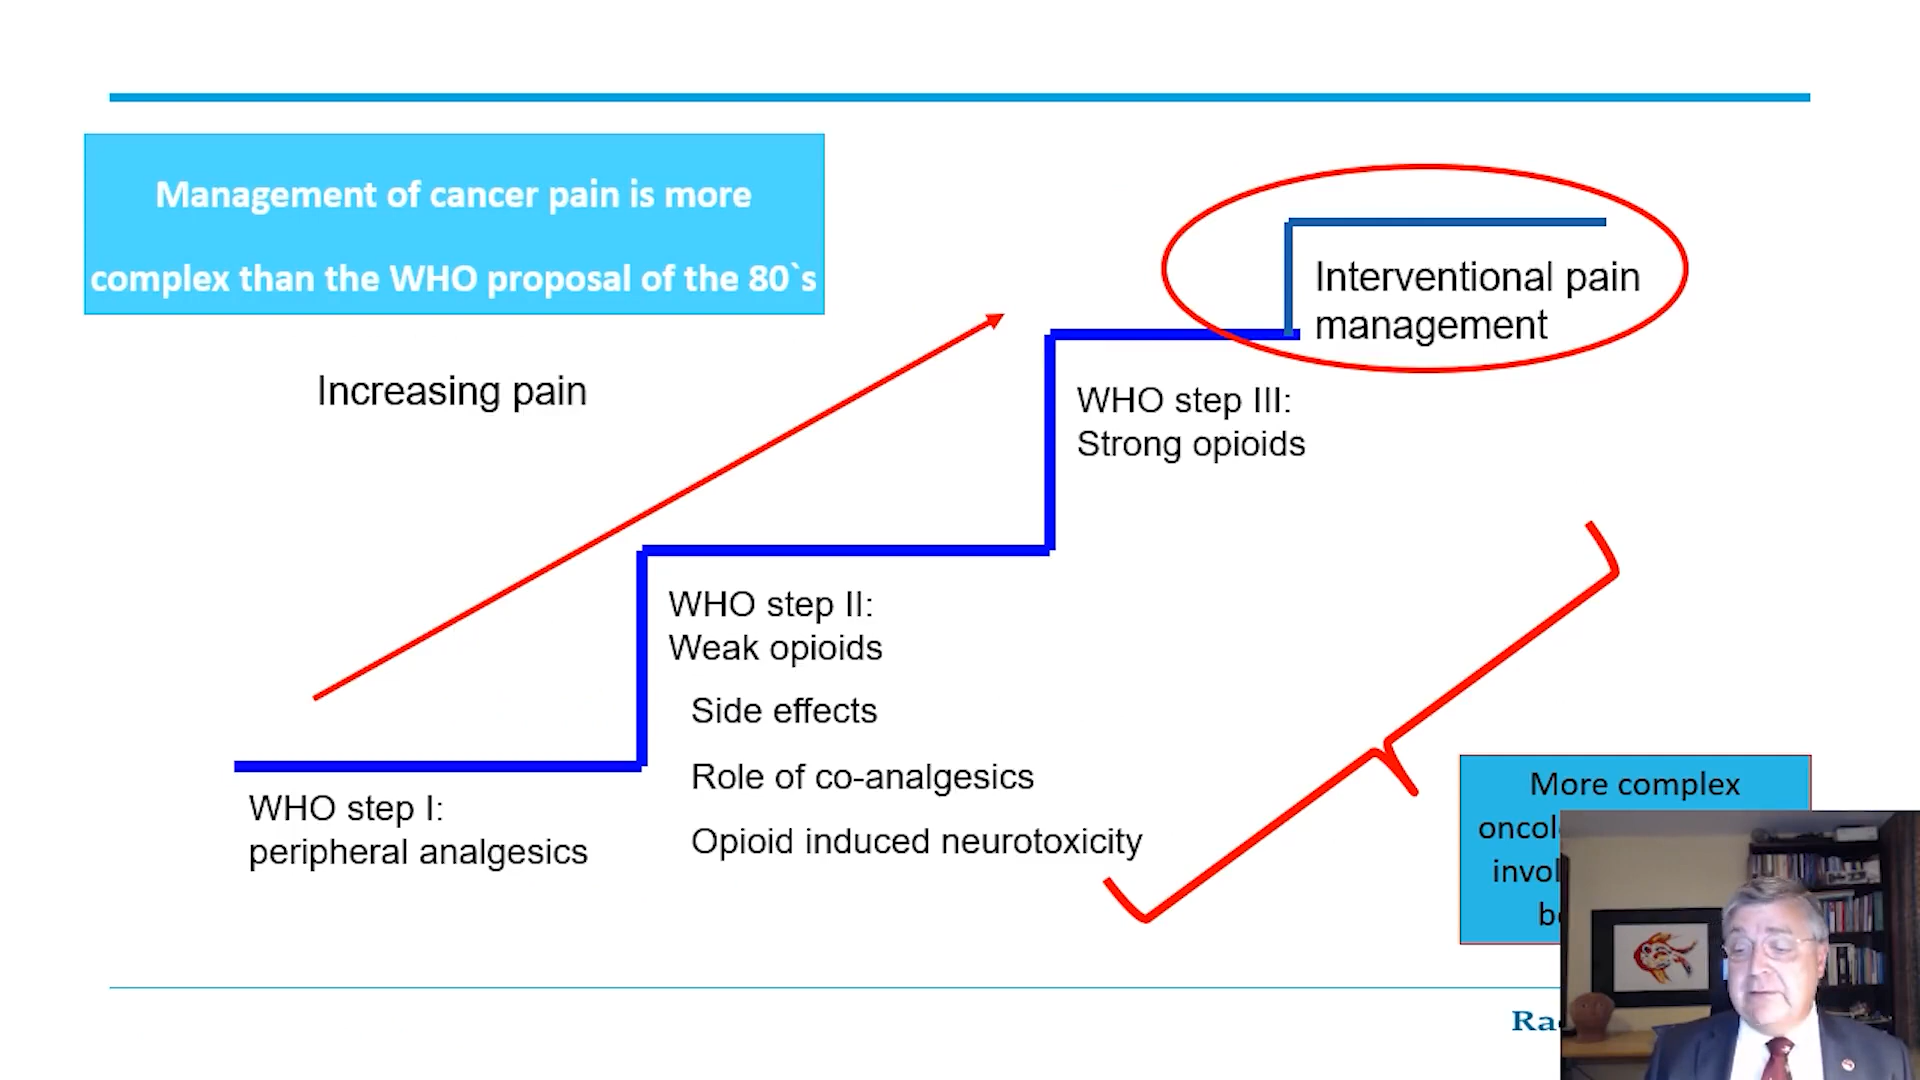 Management of cancer pain is more
complex than the WHO proposal of the 80`s
Interventional pain
management
Increasing pain
WHO step III:
Strong opioids
WHO step II:
Weak opioids
Side effects
Role of co-analgesics
Opioid induced neurotoxicity
WHO step I:
peripheral analgesics
More complex